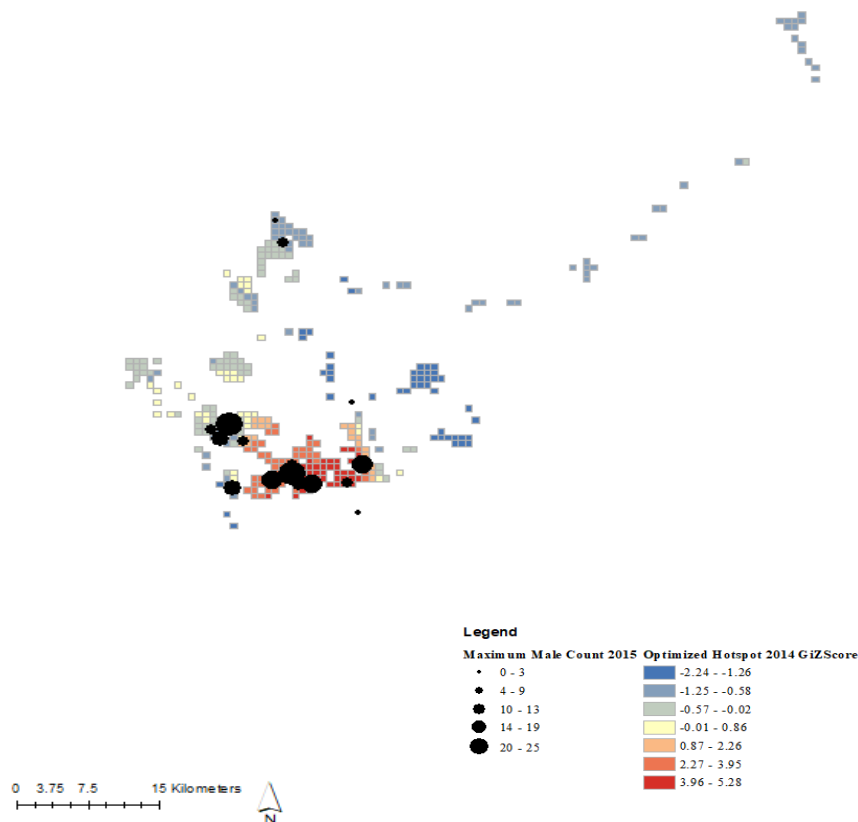 Legend
Maximum Male Count 2015 Optimized Hotspot 2014 GiZScore
0 - 3 -2.24 - -1.26
4 - 9 -1.25 - -0.58
10 - 13 -0.57 - -0.02
14 - 19 -0.01 - 0.86
20 - 25 0.87 - 2.26
2.27 - 3.95
3.96 - 5.28
0 3.75 7.5 15 Kilometers
N